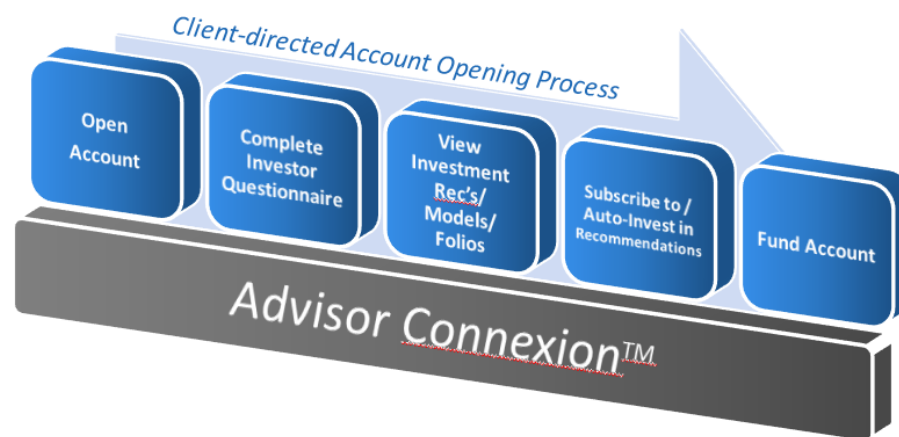 Client-directed Account Opening Process
Open
Account
Complete
Investor
Questionnaire
View
Investment
Rec's/
Models/
Folios
Subscribe to /
Auto-Invest in
Recommendations
Fund Account
Advisor Connexion™